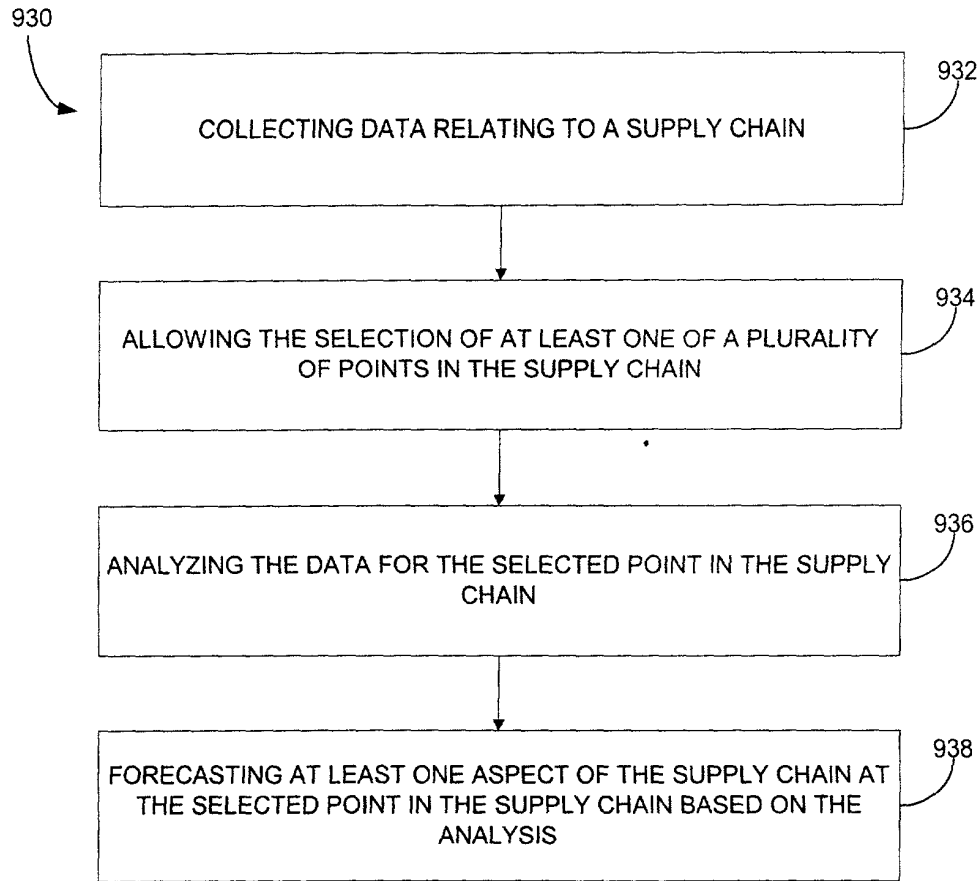 930
932
COLLECTING DATA RELATING TO A SUPPLY CHAIN
934
ALLOWING THE SELECTION OF AT LEAST ONE OF A PLURALITY
OF POINTS IN THE SUPPLY CHAIN
936
ANALYZING THE DATA FOR THE SELECTED POINT IN THE SUPPLY
CHAIN
938
FORECASTING AT LEAST ONE ASPECT OF THE SUPPLY CHAIN AT
THE SELECTED POINT IN THE SUPPLY CHAIN BASED ON THE
ANALYSIS